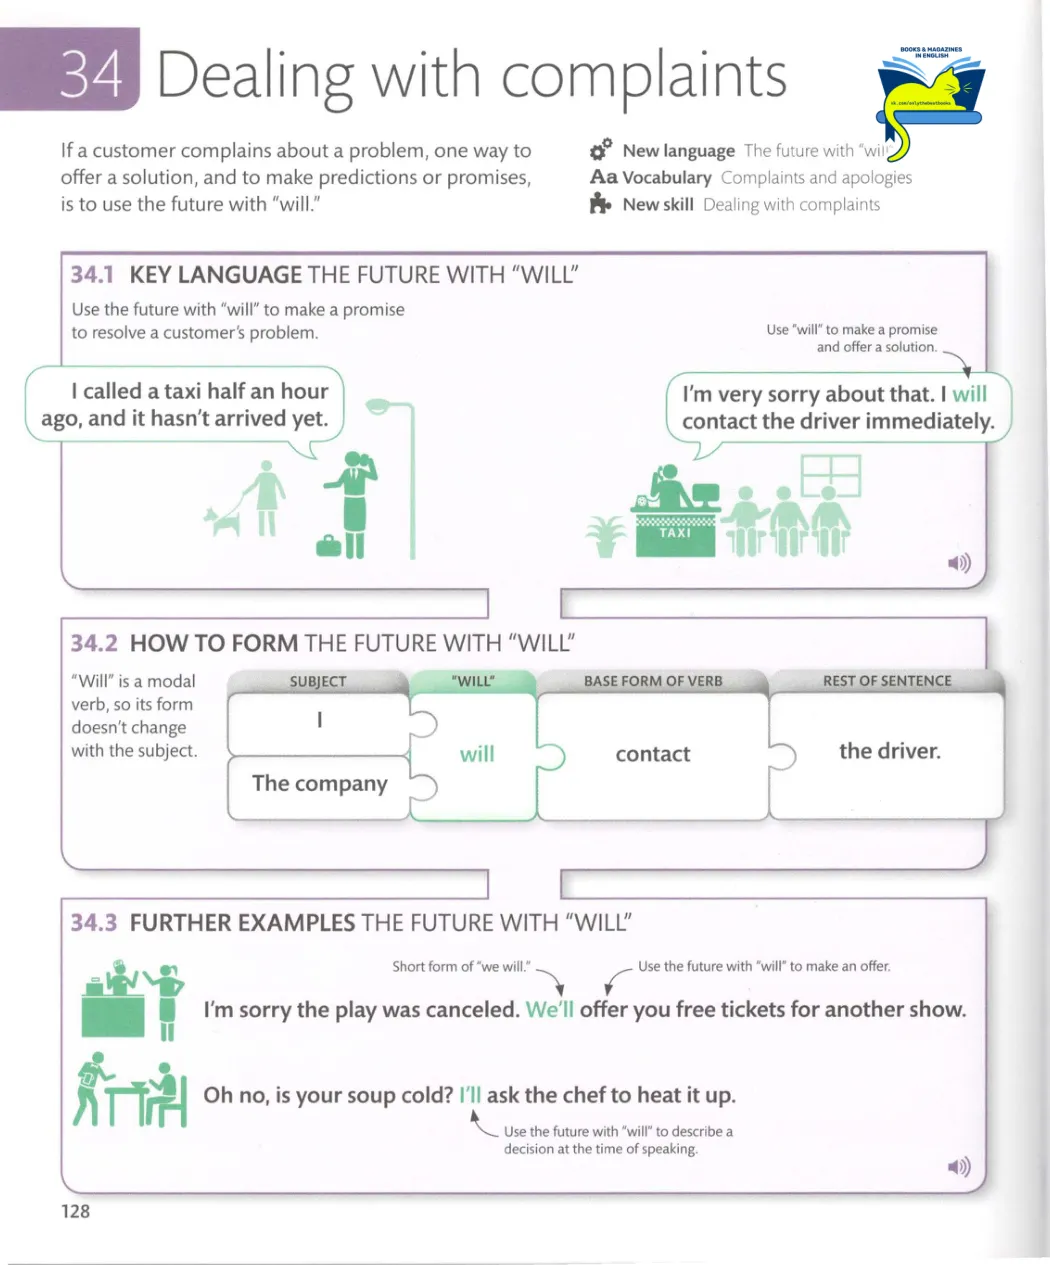 34 Dealing with complaints
BOOKS & MAGAZINES
IN ENGLISH
vk.com/onlythebestbooks
If a customer complains about a problem, one way to
offer a solution, and to make predictions or promises,
is to use the future with "will."
New language The future with "will"
Aa Vocabulary Complaints and apologies
New skill Dealing with complaints
34.1 KEY LANGUAGE THE FUTURE WITH "WILL"
Use the future with "will" to make a promise
to resolve a customer's problem.
Use "will" to make a promise
and offer a solution.
I called a taxi half an hour
ago, and it hasn't arrived yet.
I'm very sorry about that. I will
contact the driver immediately.
TAXI
34.2 HOW TO FORM THE FUTURE WITH "WILL"
"Will" is a modal
verb, so its form
doesn't change
with the subject.
SUBJECT "WILL" BASE FORM OF VERB REST OF SENTENCE
I
The company
will contact the driver.
34.3 FURTHER EXAMPLES THE FUTURE WITH "WILL"
Short form of "we will." Use the future with "will" to make an offer.
I'm sorry the play was canceled. We'll offer you free tickets for another show.
Oh no, is your soup cold? I'll ask the chef to heat it up.
Use the future with "will" to describe a
decision at the time of speaking.
128